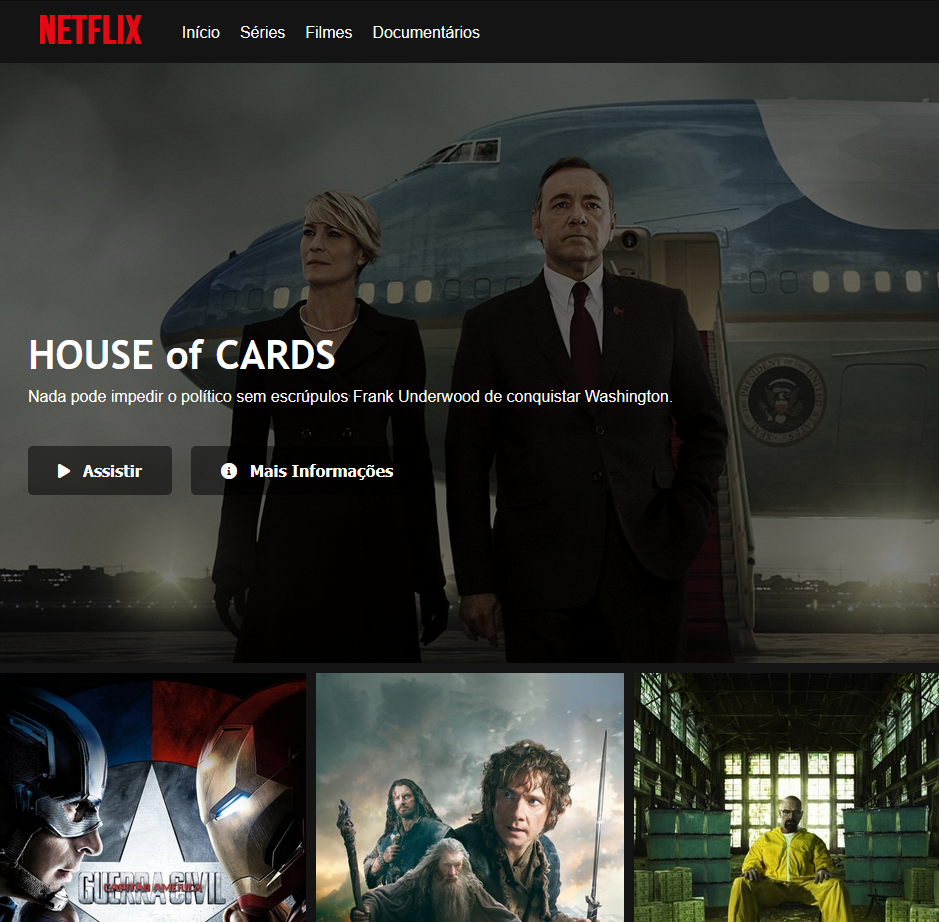 NETFLIX Início Séries Filmes Documentários
HOUSE of CARDS
Nada pode impedir o político sem escrúpulos Frank Underwood de conquistar Washington.
Assistir Mais Informações
CAPITÃO AMÉRICA
GUERRA CIVIL